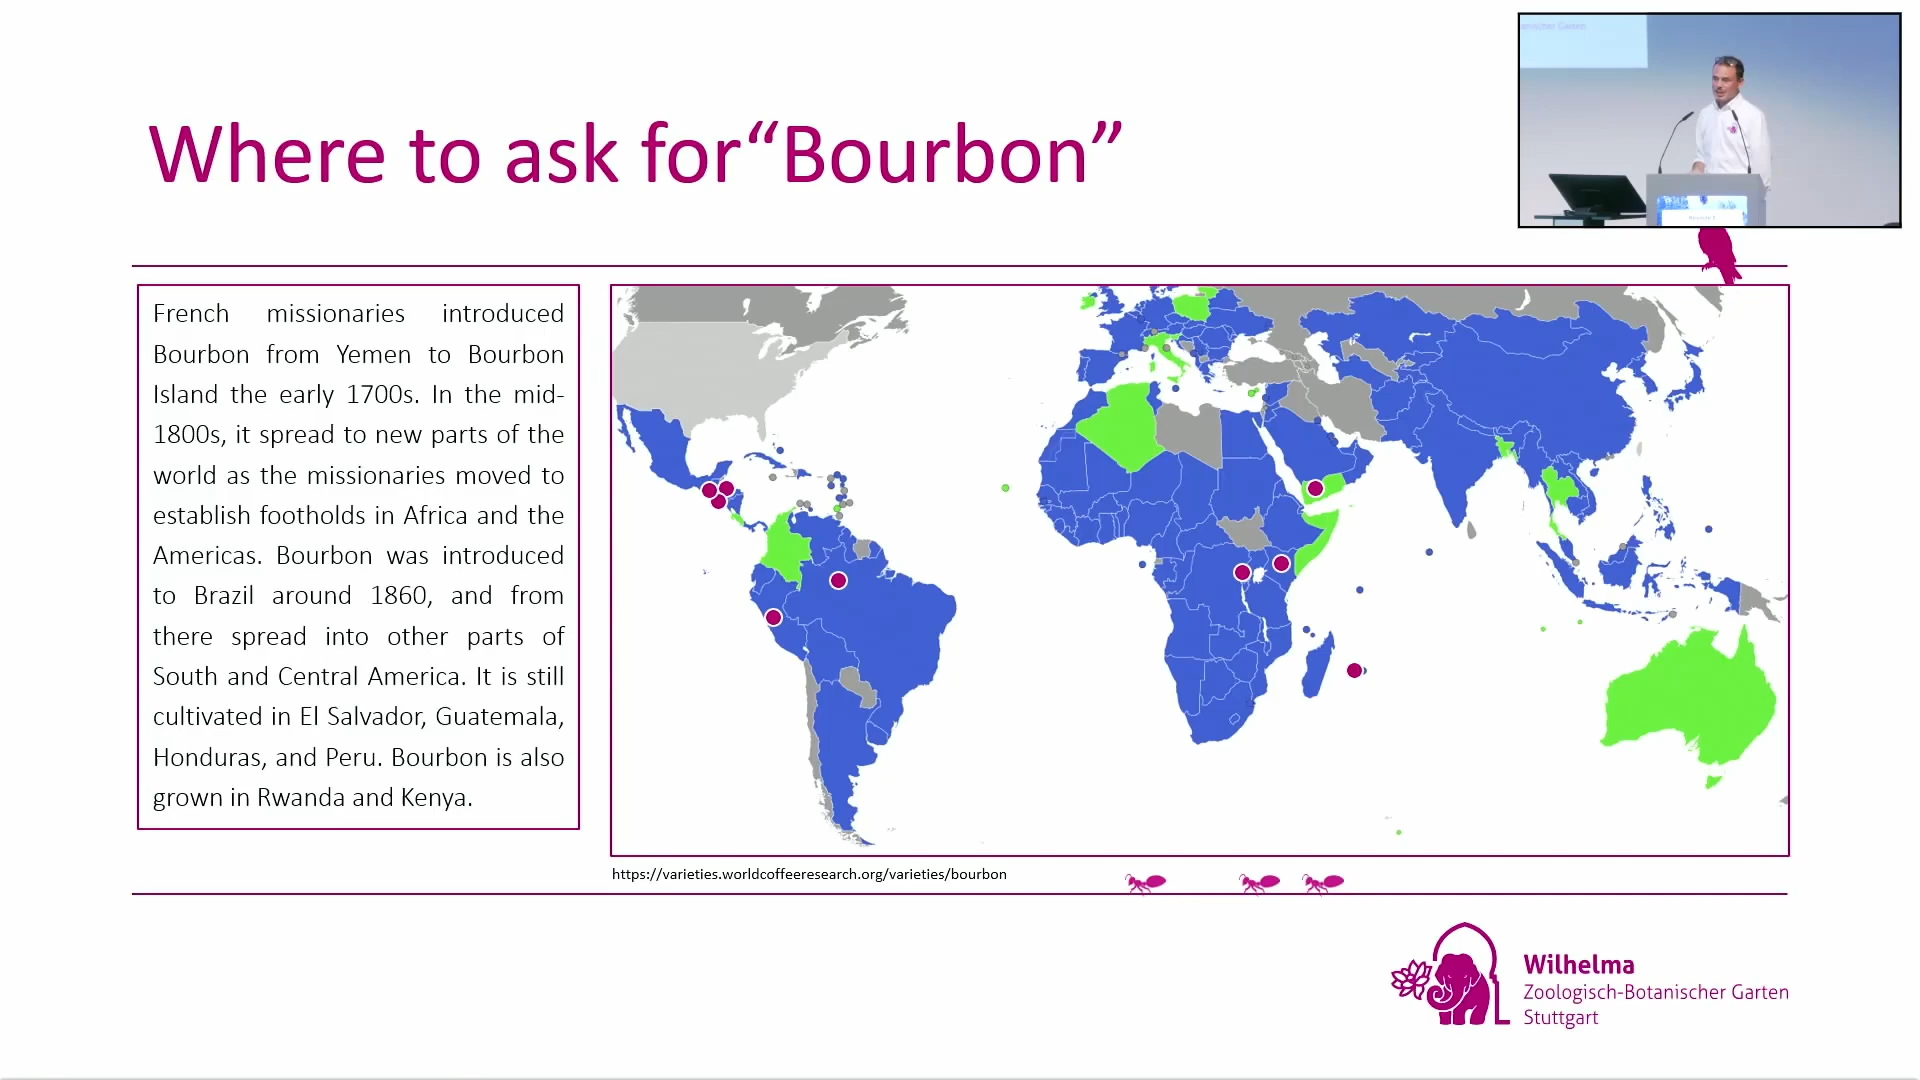 Where to ask for“Bourbon”
French missionaries introduced
Bourbon from Yemen to Bourbon
Island the early 1700s. In the mid-
1800s, it spread to new parts of the
world as the missionaries moved to
establish footholds in Africa and the
Americas. Bourbon was introduced
to Brazil around 1860, and from
there spread into other parts of
South and Central America. It is still
cultivated in El Salvador, Guatemala,
Honduras, and Peru. Bourbon is also
grown in Rwanda and Kenya.
https://varieties.worldcoffeeresearch.org/varieties/bourbon
Wilhelma
Zoologisch-Botanischer Garten
Stuttgart